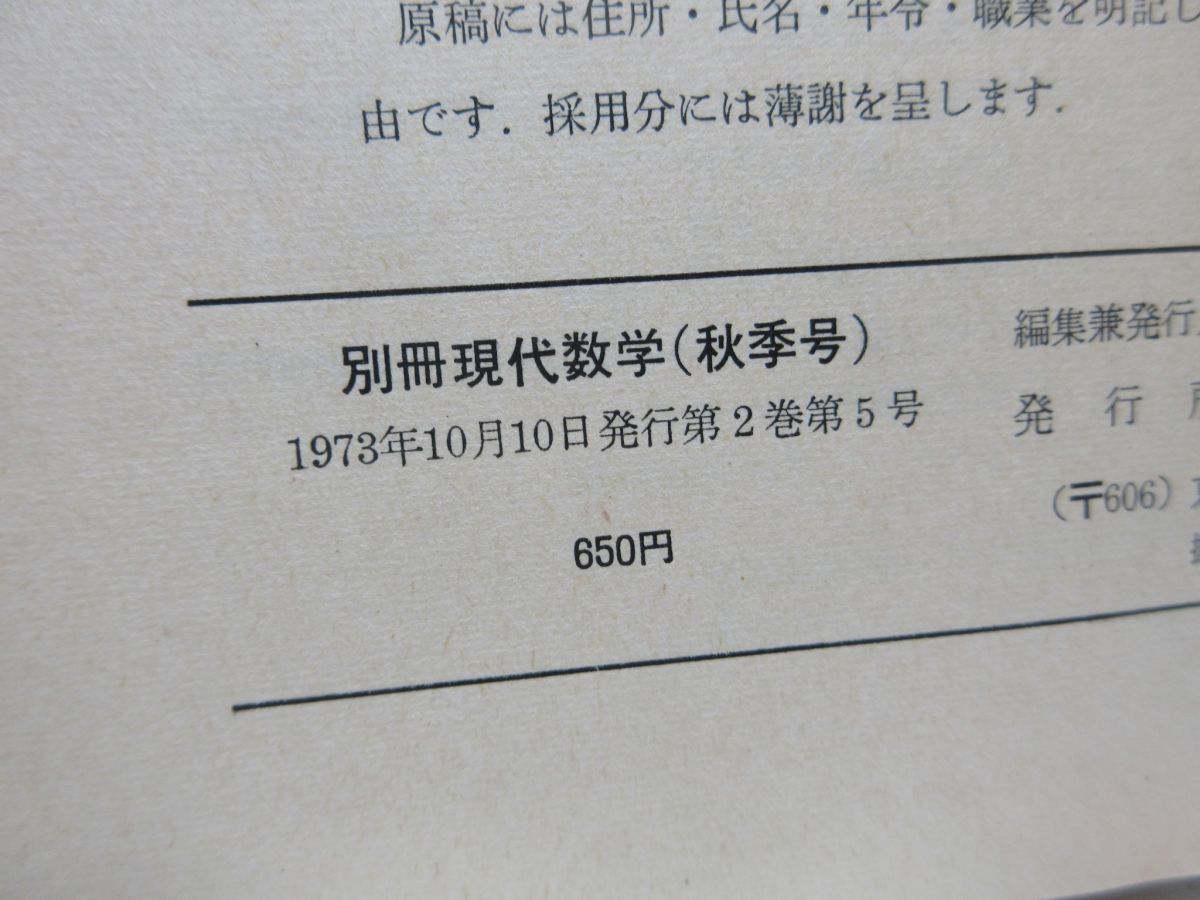 原稿には住所・氏名・年令・職業を明記し
由です．採用分には薄謝を呈します．
別冊現代数学（秋季号）
1973年10月10日発行第2巻第5号
650円
編集兼発行
発行
（〒606）